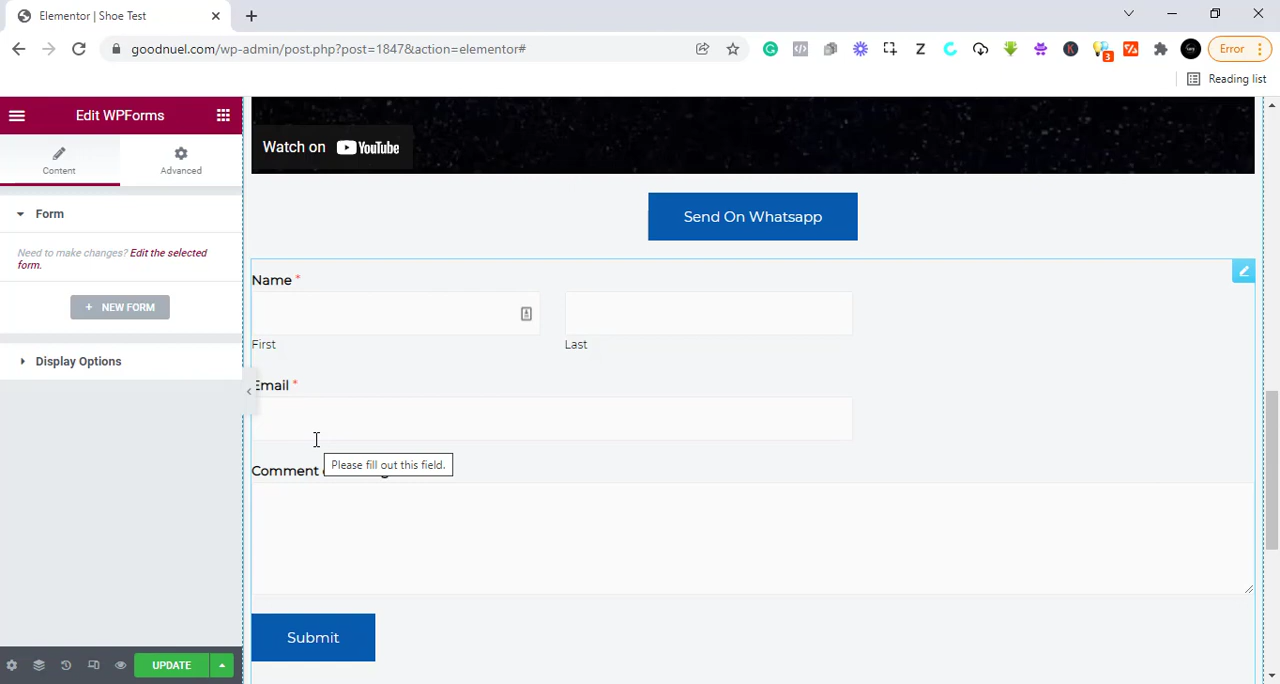 Elementor | Shoe Test
goodnuel.com/wp-admin/post.php?post=1847&action=elementor#
Error
3
Reading list
Edit WPForms
Content
Advanced
Form
Need to make changes? Edit the selected
form.
+ NEW FORM
Display Options
UPDATE
Watch on YouTube
Send On Whatsapp
Name *
First
Last
Email *
Please fill out this field.
Comment
Submit